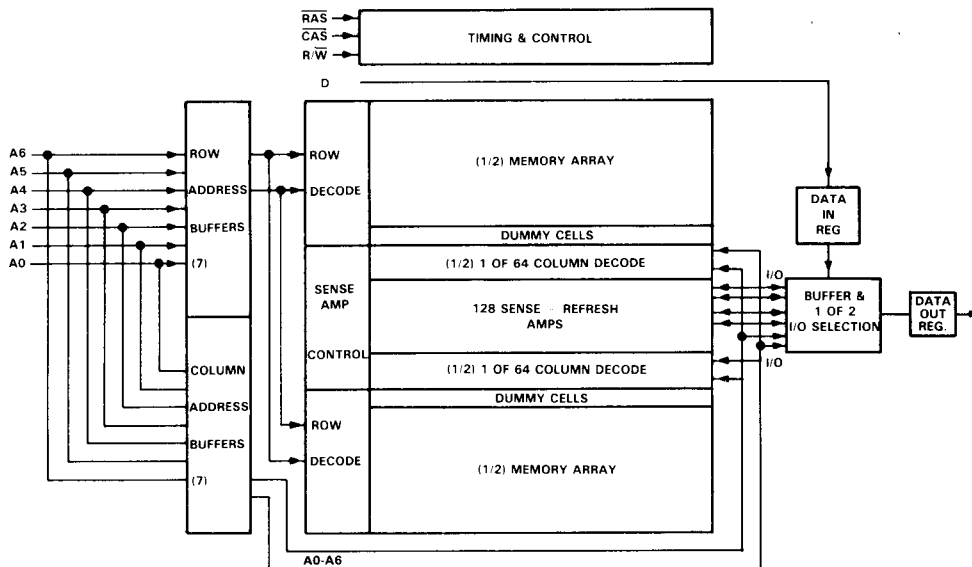 RAS
CAS
R/W
TIMING & CONTROL
D
A6
A5
A4
A3
A2
A1
A0
ROW
ADDRESS
BUFFERS
(7)
COLUMN
ADDRESS
BUFFERS
(7)
ROW
DECODE
SENSE
AMP
CONTROL
ROW
DECODE
(1/2) MEMORY ARRAY
DUMMY CELLS
(1/2) 1 OF 64 COLUMN DECODE
128 SENSE - REFRESH
AMPS
(1/2) 1 OF 64 COLUMN DECODE
DUMMY CELLS
(1/2) MEMORY ARRAY
DATA
IN
REG
I/O
BUFFER &
1 OF 2
I/O SELECTION
I/O
DATA
OUT
REG.
A0-A6